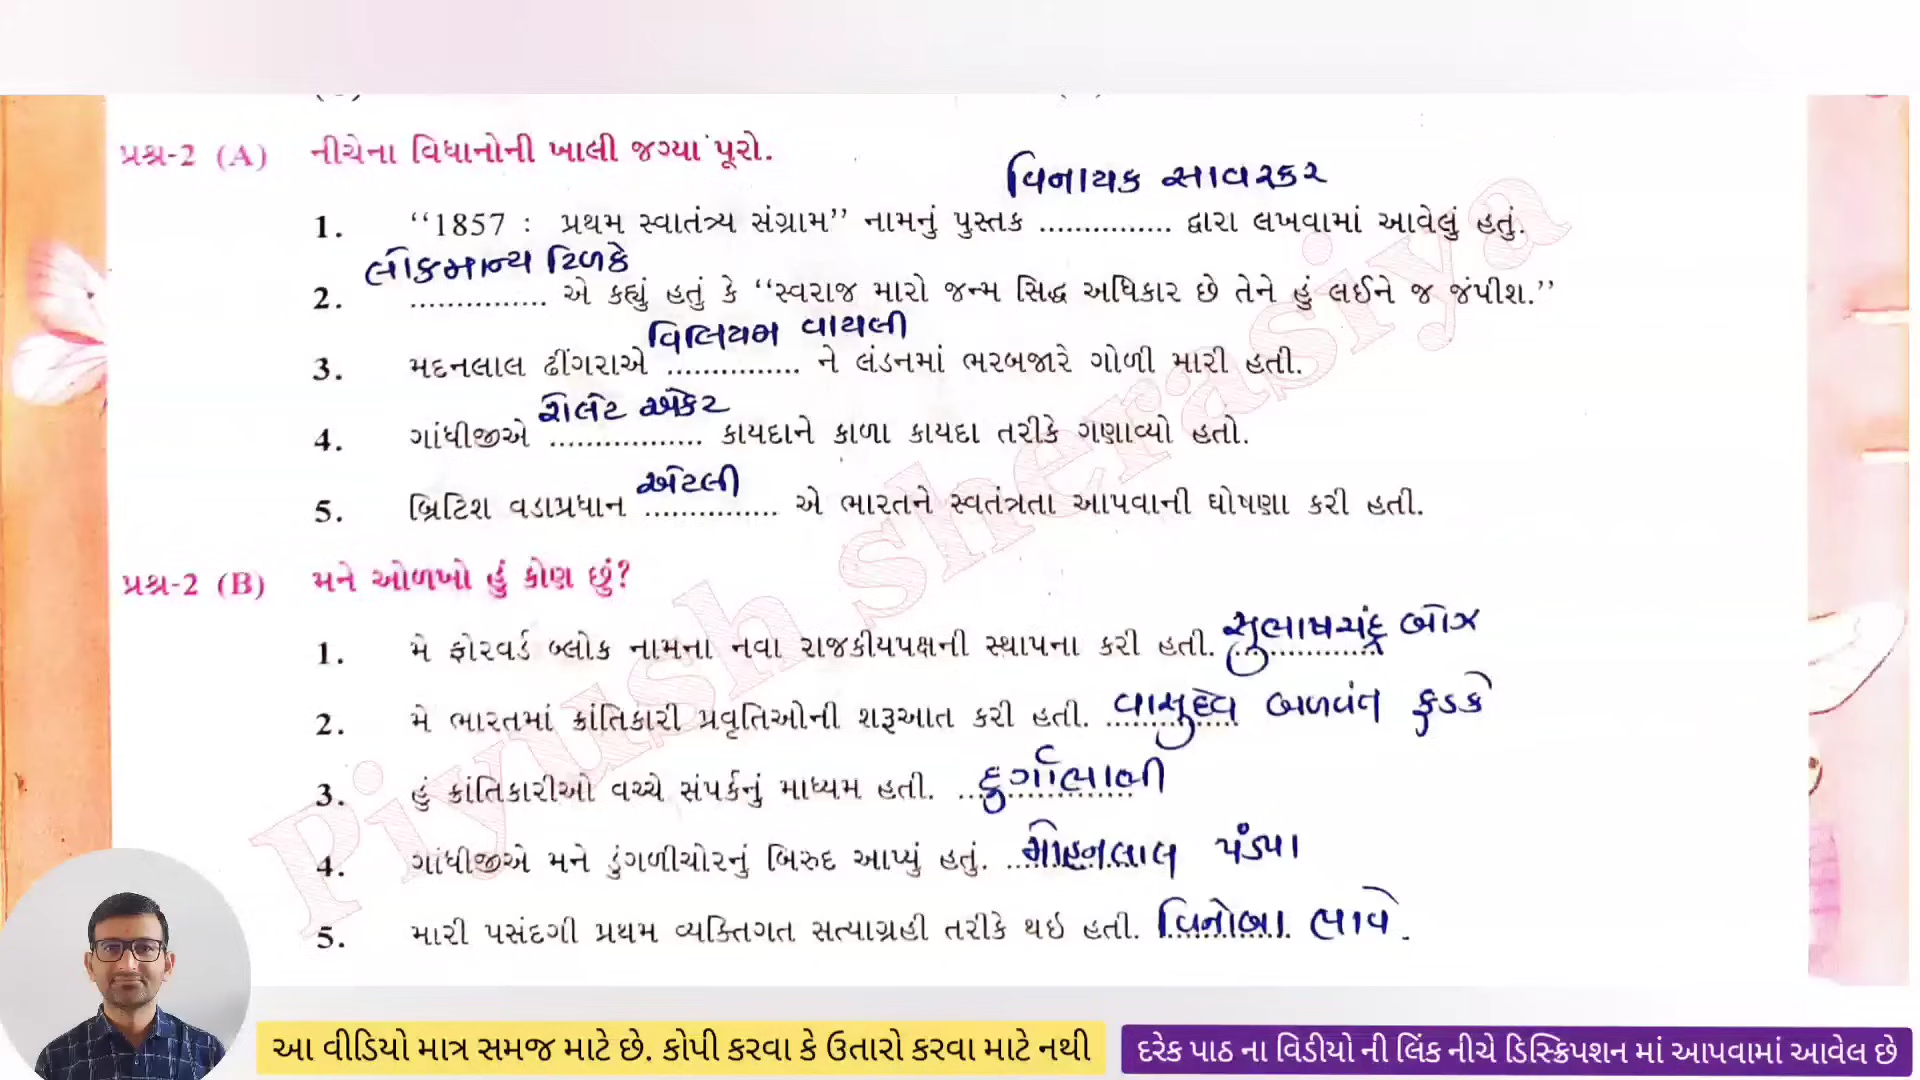 પ્રશ્ન-2 (A) નીચેના વિધાનોની ખાલી જગ્યા પૂરો.
વિનાયક સાવરકર
1. “1857 : પ્રથમ સ્વાતંત્ર્ય સંગ્રામ” નામનું પુસ્તક ............... દ્વારા લખવામાં આવેલું હતું.
લોકમાન્ય ટિળકે
2. ............... એ કહ્યું હતું કે “સ્વરાજ મારો જન્મ સિદ્ધ અધિકાર છે તેને હું લઈને જ જંપીશ.”
વિલિયમ વાયલી
3. મદનલાલ ઢીંગરાએ ............... ને લંડનમાં ભરબજારે ગોળી મારી હતી.
રોલેટ એક્ટ
4. ગાંધીજીએ ................. કાયદાને કાળા કાયદા તરીકે ગણાવ્યો હતો.
એટલી
5. બ્રિટિશ વડાપ્રધાન ............... એ ભારતને સ્વતંત્રતા આપવાની ઘોષણા કરી હતી.
પ્રશ્ન-2 (B) મને ઓળખો હું કોણ છું?
1. મે ફોરવર્ડ બ્લોક નામના નવા રાજકીયપક્ષની સ્થાપના કરી હતી. સુભાષચંદ્ર બોઝ
2. મે ભારતમાં ક્રાંતિકારી પ્રવૃતિઓની શરૂઆત કરી હતી. વાસુદેવ બળવંત ફડકે
3. હું ક્રાંતિકારીઓ વચ્ચે સંપર્કનું માધ્યમ હતી. દુર્ગાભાભી
4. ગાંધીજીએ મને ડુંગળીચોરનું બિરુદ આપ્યું હતું. મોહનલાલ પંડ્યા
5. મારી પસંદગી પ્રથમ વ્યક્તિગત સત્યાગ્રહી તરીકે થઇ હતી. વિનોબા ભાવે.
Piyush sherasiya
આ વીડિયો માત્ર સમજ માટે છે. કોપી કરવા કે ઉતારો કરવા માટે નથી
દરેક પાઠ ના વિડીયો ની લિંક નીચે ડિસ્ક્રિપશન માં આપવામાં આવેલ છે